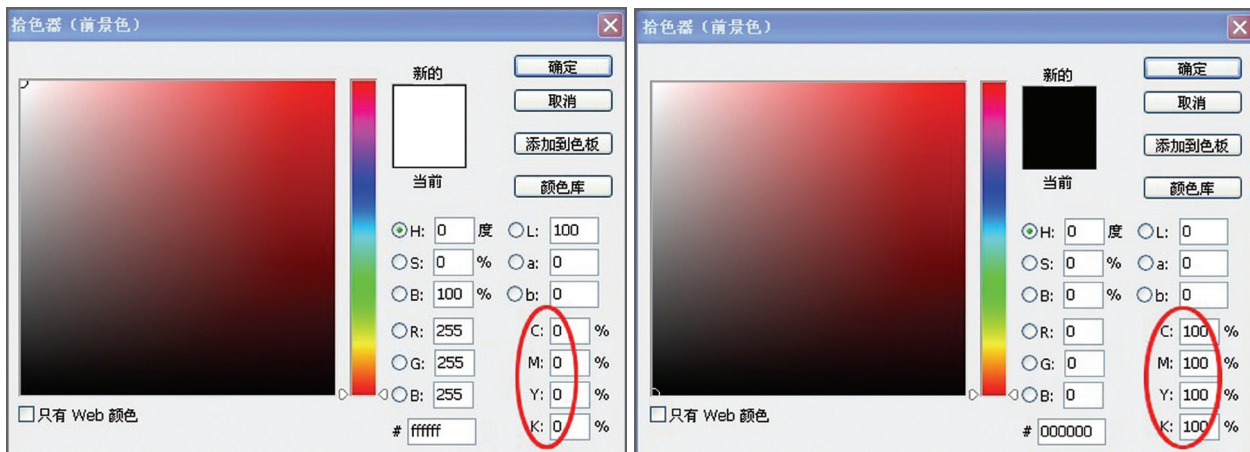 拾色器（前景色）
新的
确定
取消
添加到色板
当前
颜色库
H: 0 度
L: 100
S: 0 %
a: 0
B: 100 %
b: 0
R: 255
C: 0 %
G: 255
M: 0 %
B: 255
Y: 0 %
只有 Web 颜色
# ffffff
K: 0 %
拾色器（前景色）
新的
确定
取消
添加到色板
当前
颜色库
H: 0 度
L: 0
S: 0 %
a: 0
B: 0 %
b: 0
R: 0
C: 100 %
G: 0
M: 100 %
B: 0
Y: 100 %
只有 Web 颜色
# 000000
K: 100 %